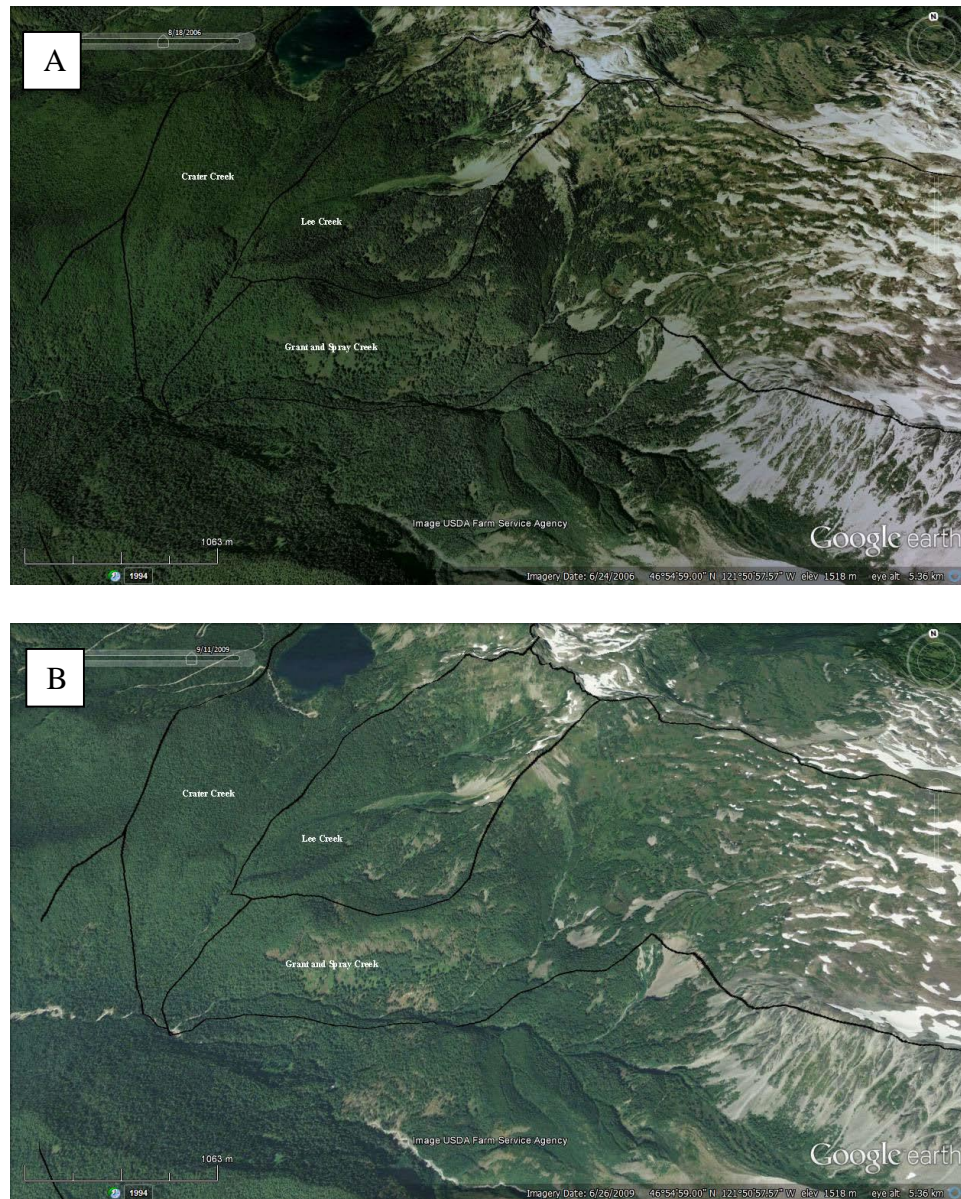 A
8/18/2006
N
Crater Creek
Lee Creek
Grant and Spray Creek
Image USDA Farm Service Agency
Google earth
1063 m
1994
Imagery Date: 6/24/2006 46°54'59.00" N 121°50'57.57" W elev 1518 m eye alt 5.36 km
B
9/11/2009
N
Crater Creek
Lee Creek
Grant and Spray Creek
Image USDA Farm Service Agency
Google earth
1063 m
1994
Imagery Date: 6/26/2009 46°54'59.00" N 121°50'57.57" W elev 1518 m eye alt 5.36 km